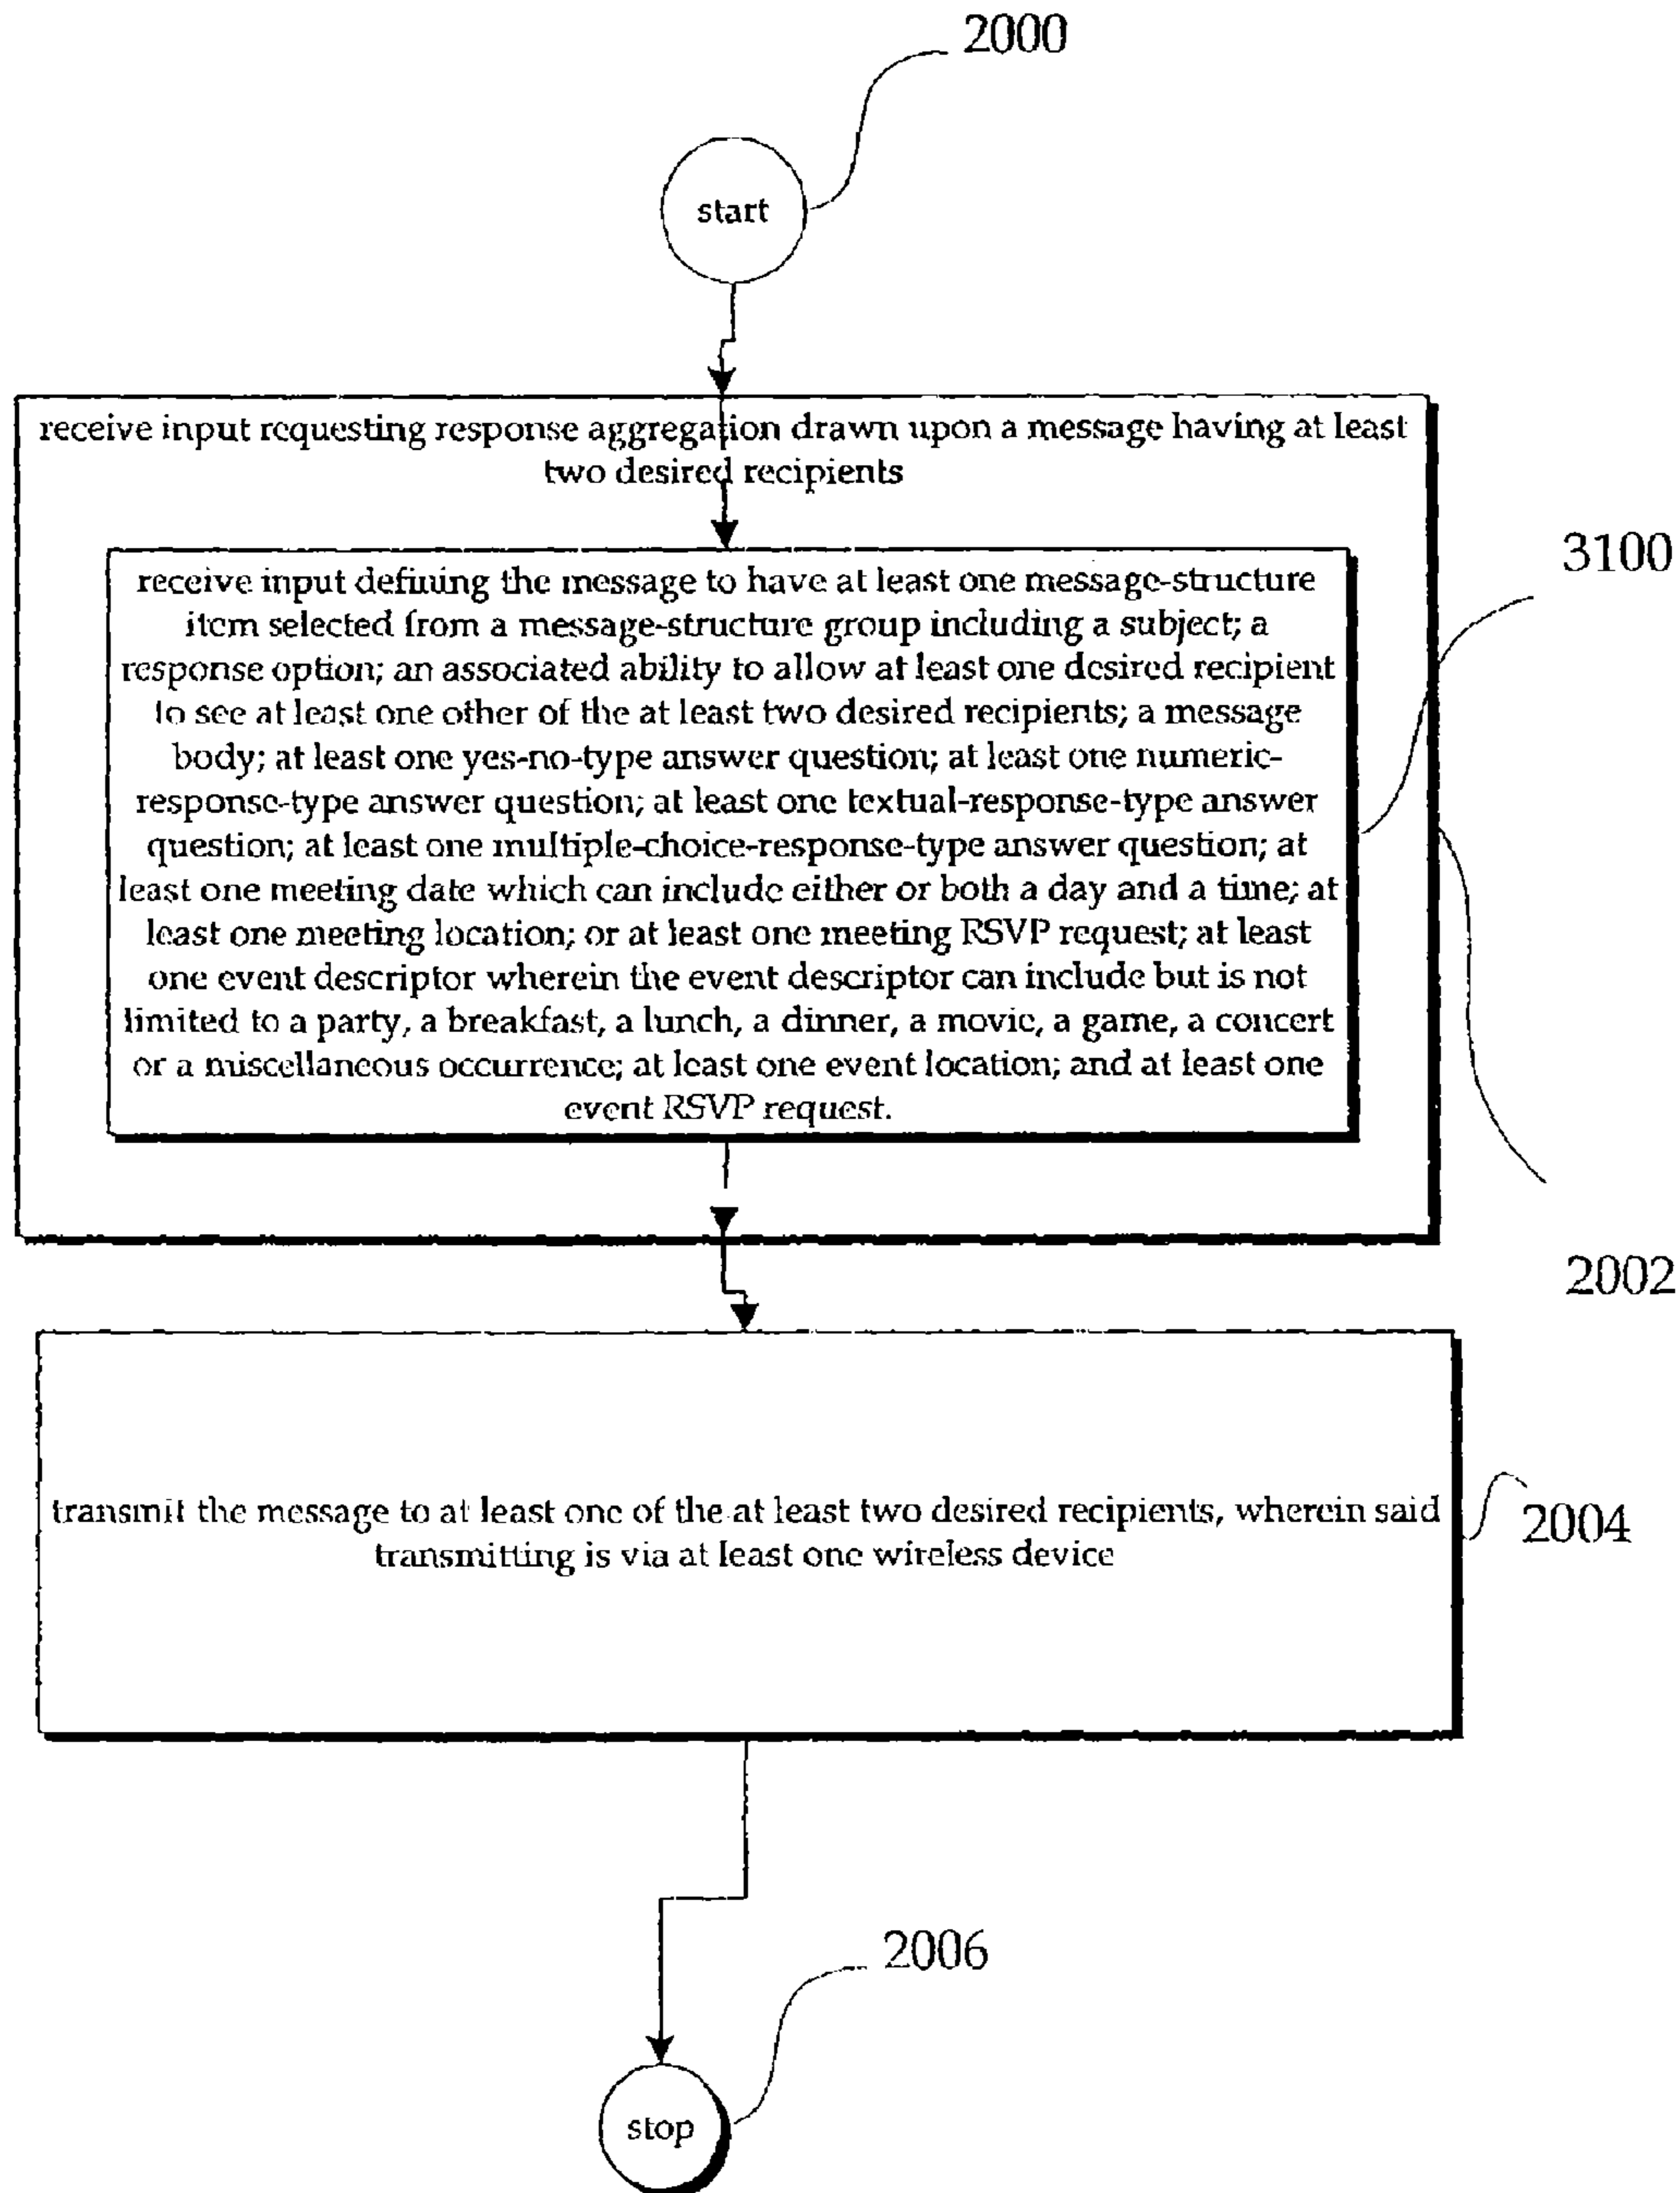 2000
start
receive input requesting response aggregation drawn upon a message having at least
two desired recipients
3100
receive input defining the message to have at least one message-structure
item selected from a message-structure group including a subject; a
response option; an associated ability to allow at least one desired recipient
to see at least one other of the at least two desired recipients; a message
body; at least one yes-no-type answer question; at least one numeric-
response-type answer question; at least one textual-response-type answer
question; at least one multiple-choice-response-type answer question; at
least one meeting date which can include either or both a day and a time; at
least one meeting location; or at least one meeting RSVP request; at least
one event descriptor wherein the event descriptor can include but is not
limited to a party, a breakfast, a lunch, a dinner, a movie, a game, a concert
or a miscellaneous occurrence; at least one event location; and at least one
event RSVP request.
2002
transmit the message to at least one of the at least two desired recipients, wherein said
transmitting is via at least one wireless device
2004
2006
stop